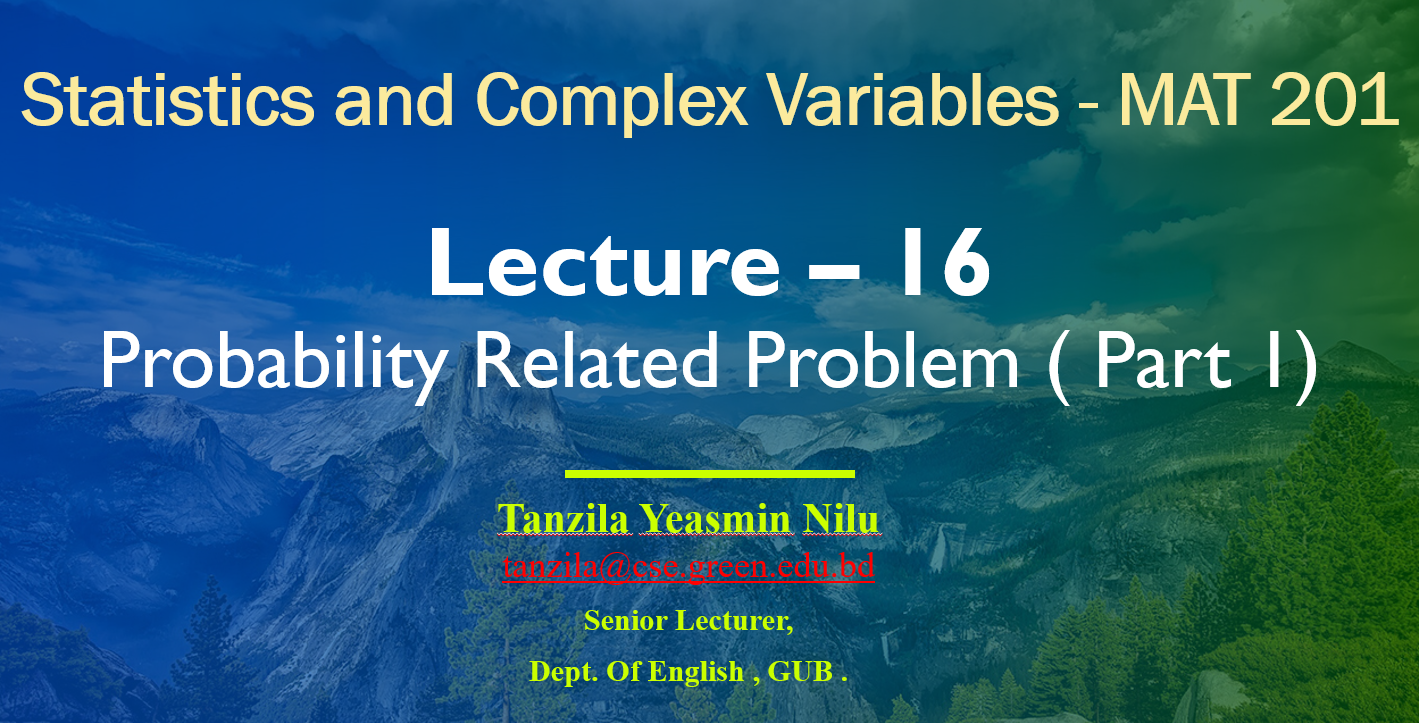 Statistics and Complex Variables - MAT 201
Lecture – 16
Probability Related Problem ( Part 1)
Tanzila Yeasmin Nilu
tanzila@cse.green.edu.bd
Senior Lecturer,
Dept. Of English , GUB .